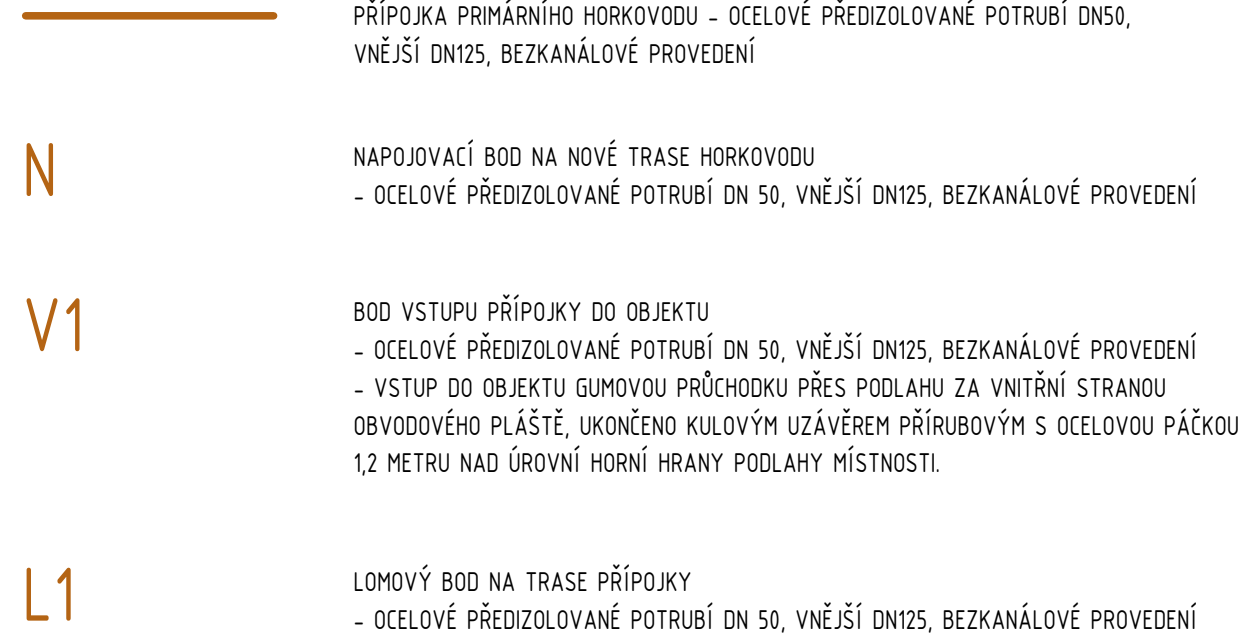 PŘÍPOJKA PRIMÁRNÍHO HORKOVODU - OCELOVÉ PŘEDIZOLOVANÉ POTRUBÍ DN50,
VNĚJŠÍ DN125, BEZKANÁLOVÉ PROVEDENÍ
N
NAPOJOVACÍ BOD NA NOVÉ TRASE HORKOVODU
- OCELOVÉ PŘEDIZOLOVANÉ POTRUBÍ DN 50, VNĚJŠÍ DN125, BEZKANÁLOVÉ PROVEDENÍ
V1
BOD VSTUPU PŘÍPOJKY DO OBJEKTU
- OCELOVÉ PŘEDIZOLOVANÉ POTRUBÍ DN 50, VNĚJŠÍ DN125, BEZKANÁLOVÉ PROVEDENÍ
- VSTUP DO OBJEKTU GUMOVOU PRŮCHODKU PŘES PODLAHU ZA VNITŘNÍ STRANOU
OBVODOVÉHO PLÁŠTĚ, UKONČENO KULOVÝM UZÁVĚREM PŘÍRUBOVÝM S OCELOVOU PÁČKOU
1,2 METRU NAD ÚROVNÍ HORNÍ HRANY PODLAHY MÍSTNOSTI.
L1
LOMOVÝ BOD NA TRASE PŘÍPOJKY
- OCELOVÉ PŘEDIZOLOVANÉ POTRUBÍ DN 50, VNĚJŠÍ DN125, BEZKANÁLOVÉ PROVEDENÍ